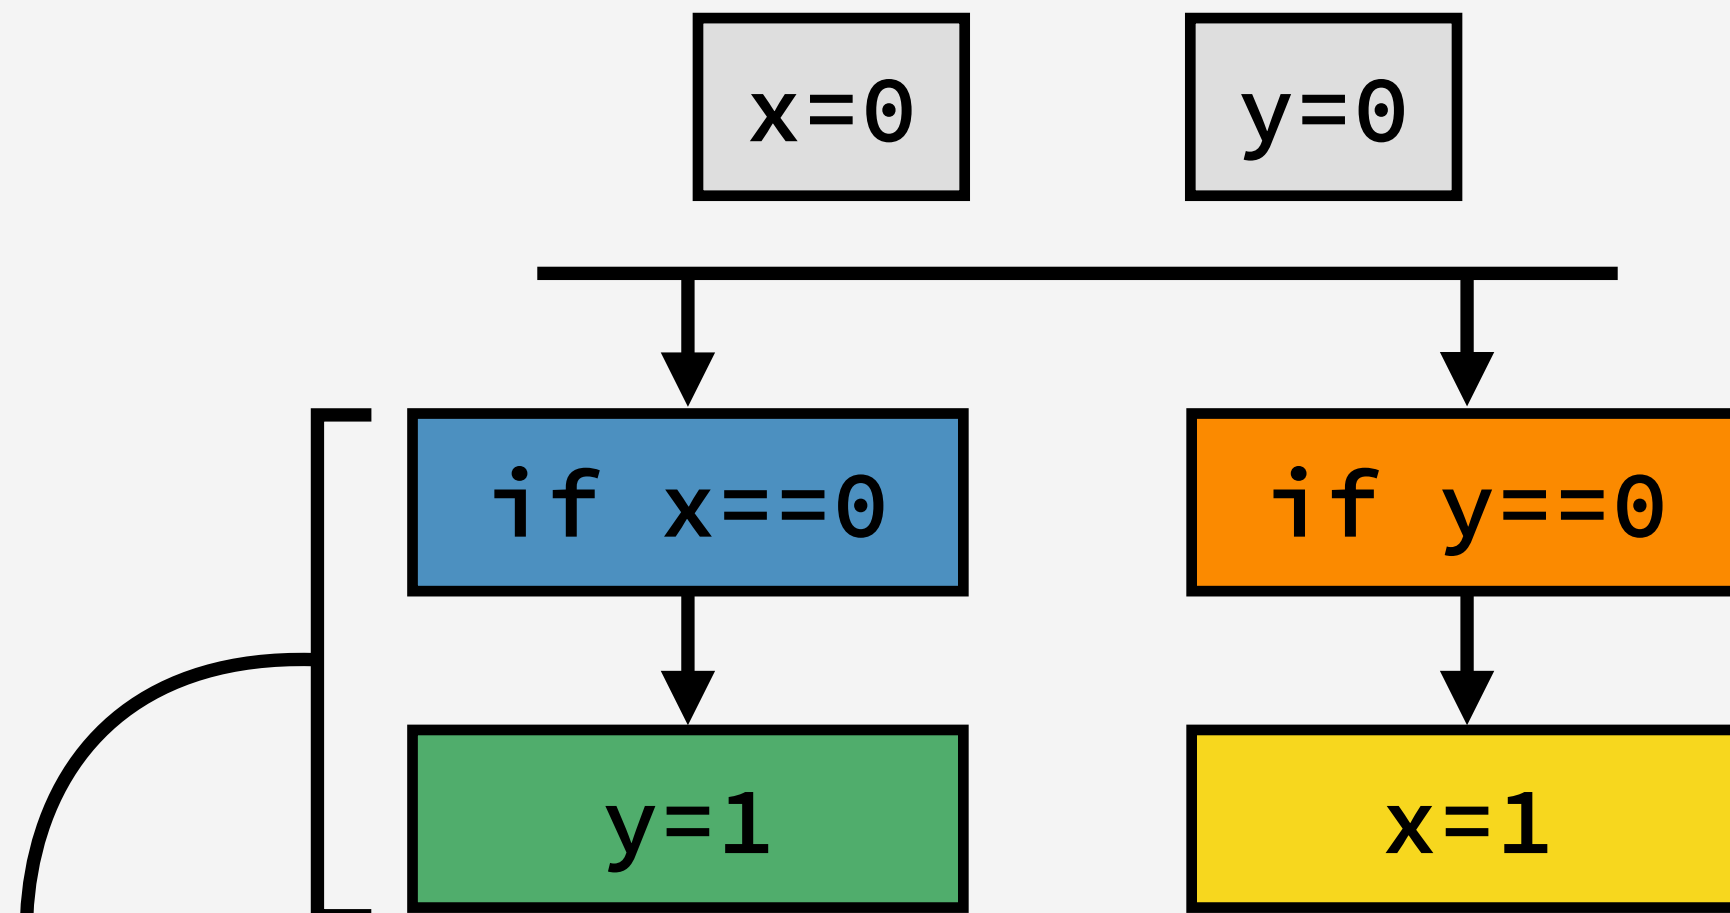 x=0
y=0
if x==0
if y==0
y=1
x=1